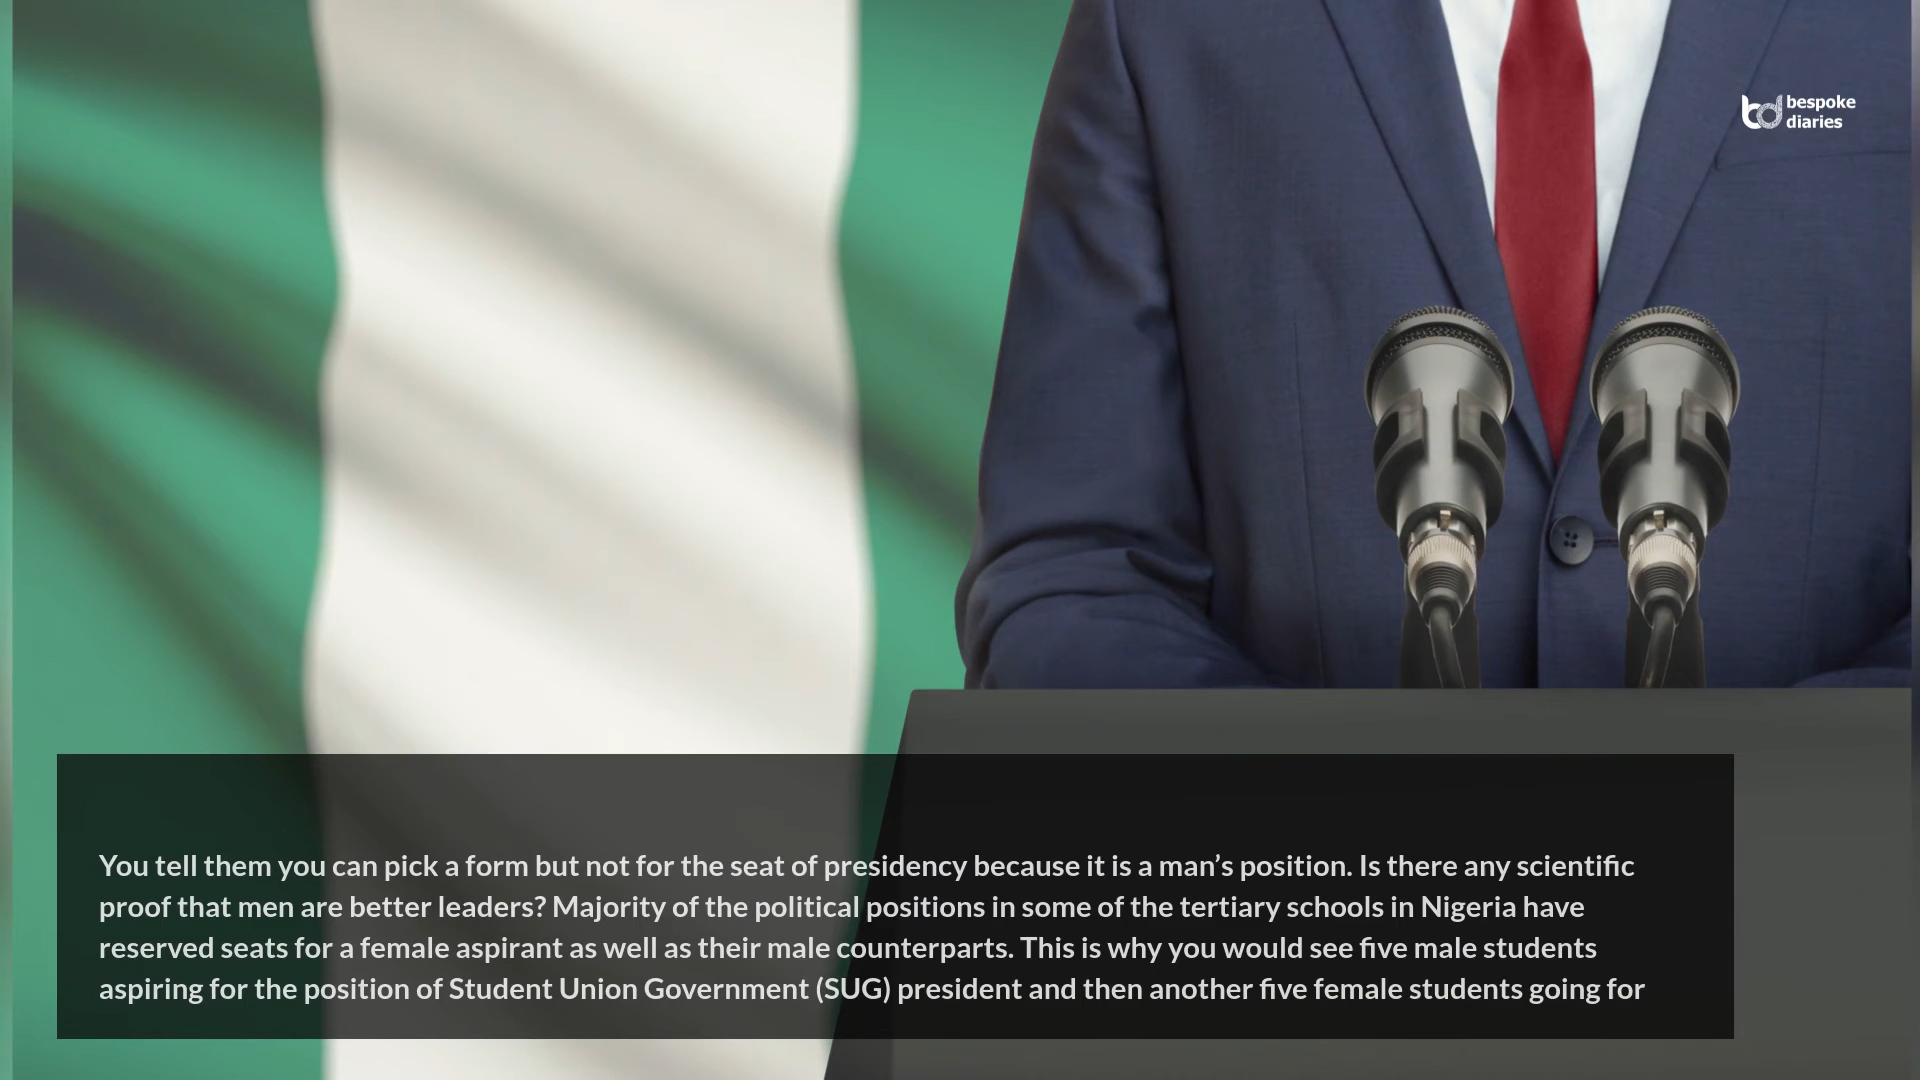 bespoke
diaries
You tell them you can pick a form but not for the seat of presidency because it is a man’s position. Is there any scientific
proof that men are better leaders? Majority of the political positions in some of the tertiary schools in Nigeria have
reserved seats for a female aspirant as well as their male counterparts. This is why you would see five male students
aspiring for the position of Student Union Government (SUG) president and then another five female students going for